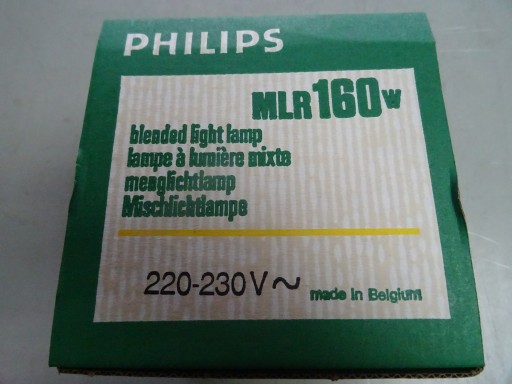 PHILIPS
MLR160W
blended light lamp
lampe à lumière mixte
menglichtlamp
Mischlichtlampe
220-230V~
made in Belgium